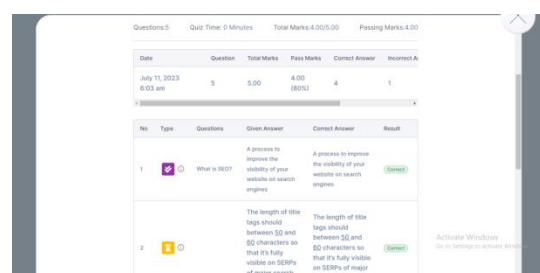 Questions:5 Quiz Time: 0 Minutes Total Marks:4.00/5.00 Passing Marks:4.00
Date Question Total Marks Pass Marks Correct Answer Incorrect A
July 11, 2023 6:03 am 5 5.00 4.00 (80%) 4 1
No Type Questions Given Answer Correct Answer Result
1 What is SEO? A process to improve the visibility of your website on search engines A process to improve the visibility of your website on search engines Correct
2 The length of title tags should between 50 and 60 characters so that it's fully visible on SERPs of major search The length of title tags should between 50 and 60 characters so that it's fully visible on SERPs of major Correct
Activate Windows
Go to Settings to activate Windows